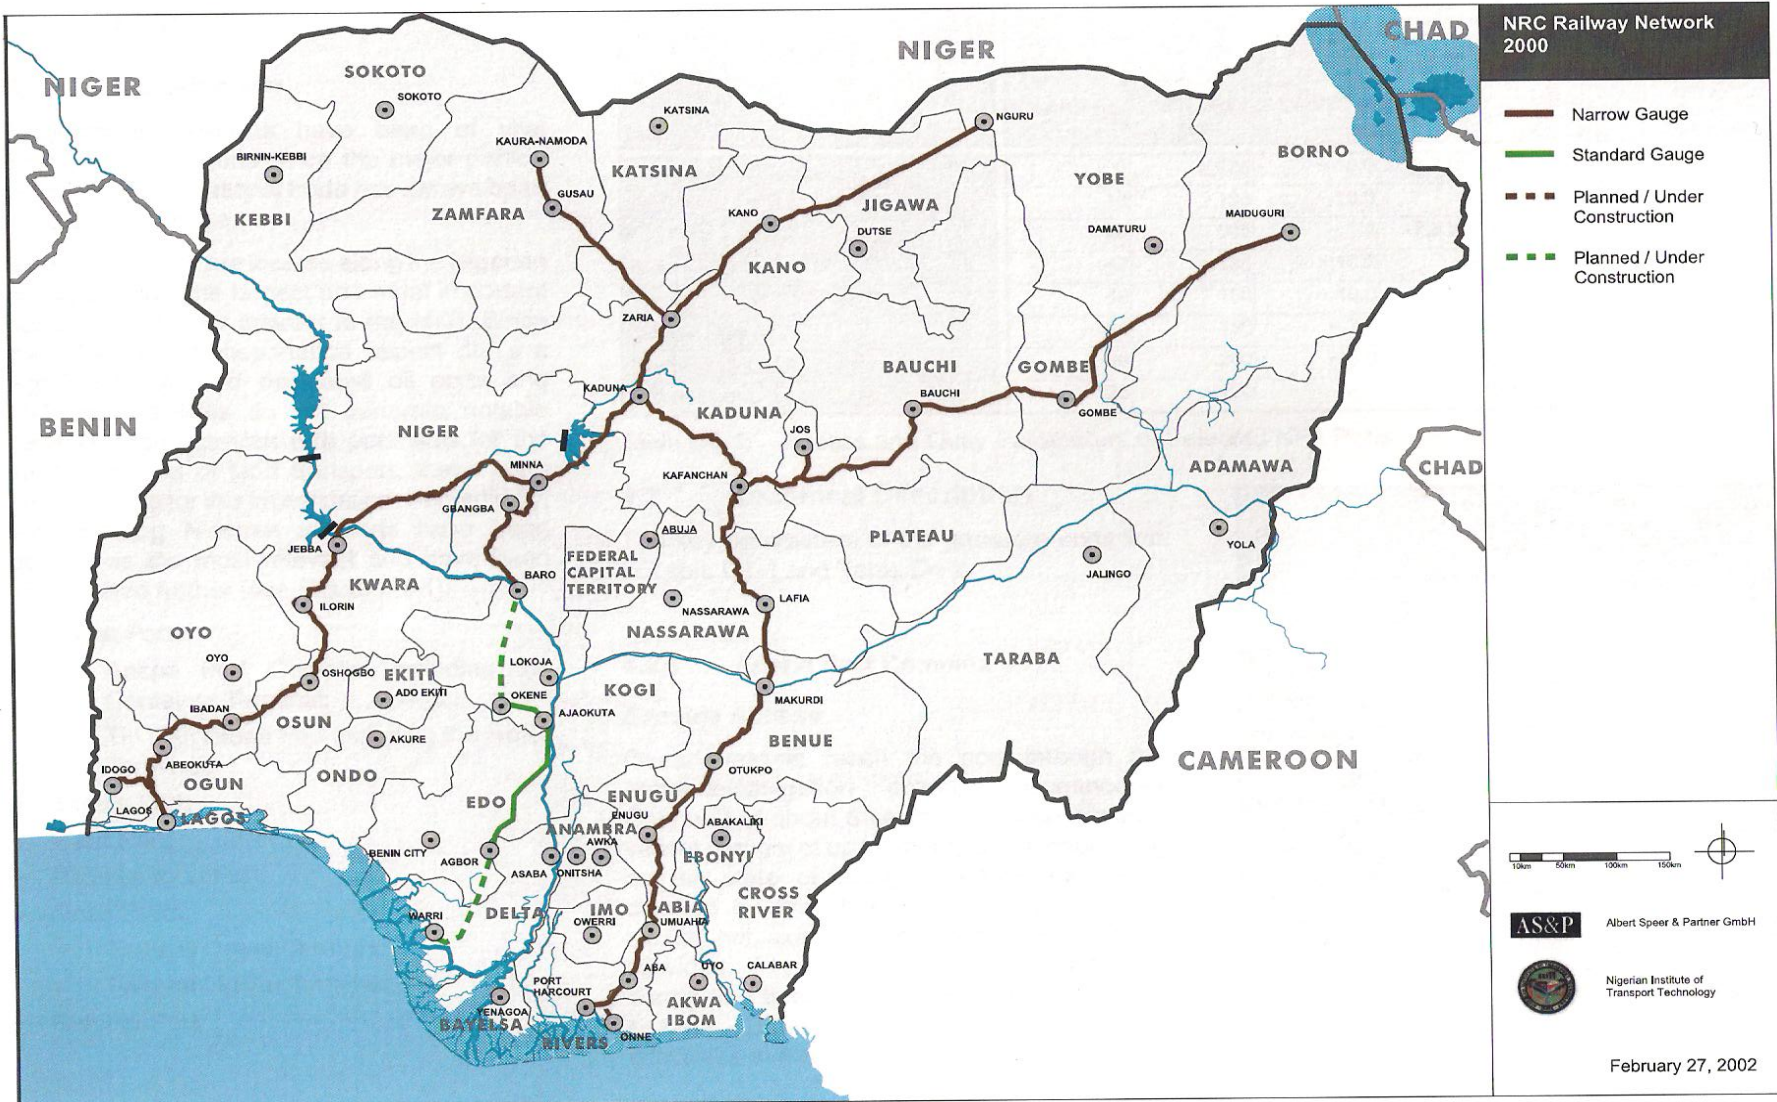 NRC Railway Network
2000
Narrow Gauge
Standard Gauge
Planned / Under
Construction
Planned / Under
Construction
NIGER
NIGER
CHAD
SOKOTO
SOKOTO
KATSINA
NGURU
KAURA-NAMODA
BIRNIN-KEBBI
BORNO
KATSINA
YOBE
GUSAU
KEBBI
ZAMFARA
KANO
JIGAWA
MAIDUGURI
DUTSE
DAMATURU
KANO
ZARIA
BAUCHI
GOMBE
KADUNA
BAUCHI
KADUNA
GOMBE
BENIN
NIGER
JOS
MINNA
ADAMAWA
CHAD
KAFANCHAN
GBANGBA
ABUJA
PLATEAU
JEBBA
YOLA
FEDERAL
CAPITAL
TERRITORY
BARO
JALINGO
KWARA
LAFIA
ILORIN
NASSARAWA
OYO
NASSARAWA
OYO
LOKOJA
TARABA
OSHOGBO
EKITI
ADO EKITI
KOGI
OKENE
MAKURDI
IBADAN
AJAOKUTA
OSUN
AKURE
BENUE
ABEOKUTA
CAMEROON
IDOGO
OTUKPO
OGUN
ONDO
ENUGU
EDO
LAGOS
LAGOS
ENUGU
ABAKALIKI
ANAMBRA
AWKA
BENIN CITY
AGBOR
EBONYI
ASABA
ONITSHA
CROSS
RIVER
WARRI
DELTA
IMO
ABIA
OWERRI
UMUAHIA
ABA
UYO
CALABAR
PORT
HARCOURT
AKWA
IBOM
YENAGOA
BAYELSA
ONNE
RIVERS
10km
50km
100km
150km
AS&P
Albert Speer & Partner GmbH
Nigerian Institute of
Transport Technology
February 27, 2002